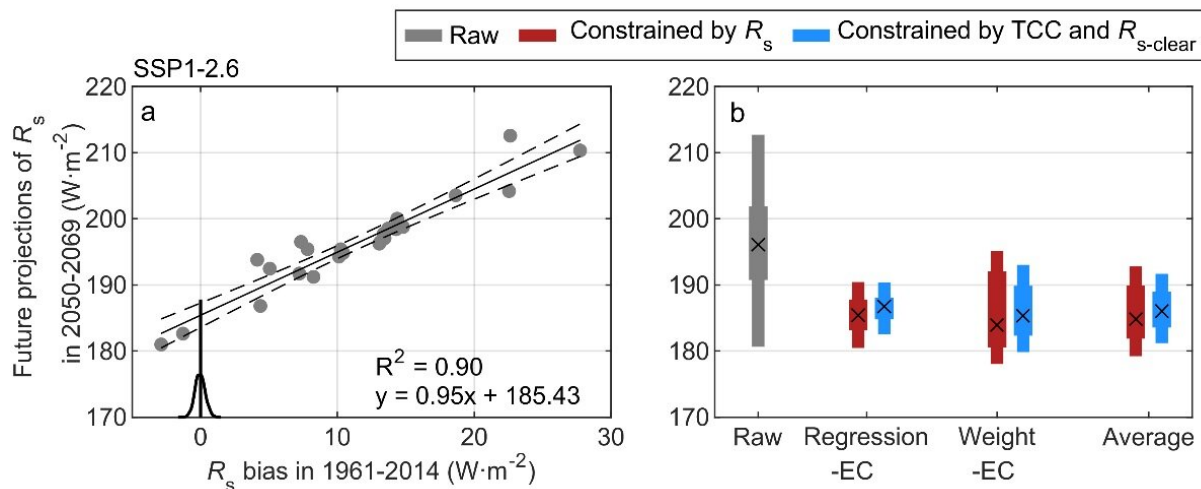 Raw Constrained by Rs Constrained by TCC and Rs-clear
SSP1-2.6
a
Future projections of Rs
in 2050-2069 (W·m-2)
220
210
200
190
180
170
0 10 20 30
Rs bias in 1961-2014 (W·m-2)
R2 = 0.90
y = 0.95x + 185.43
b
220
210
200
190
180
170
Raw Regression Weight Average
-EC -EC